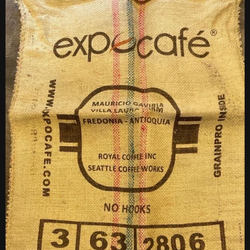 expocafé®
MAURICIO GAVIRIA
VILLA LAURA
FREDONIA - ANTIOQUIA
ROYAL COFFEE INC
SEATTLE COFFEE WORKS
NO HOOKS
WWW.EXPOCAFE.COM
GRAINPRO INSIDE
3 63 2806